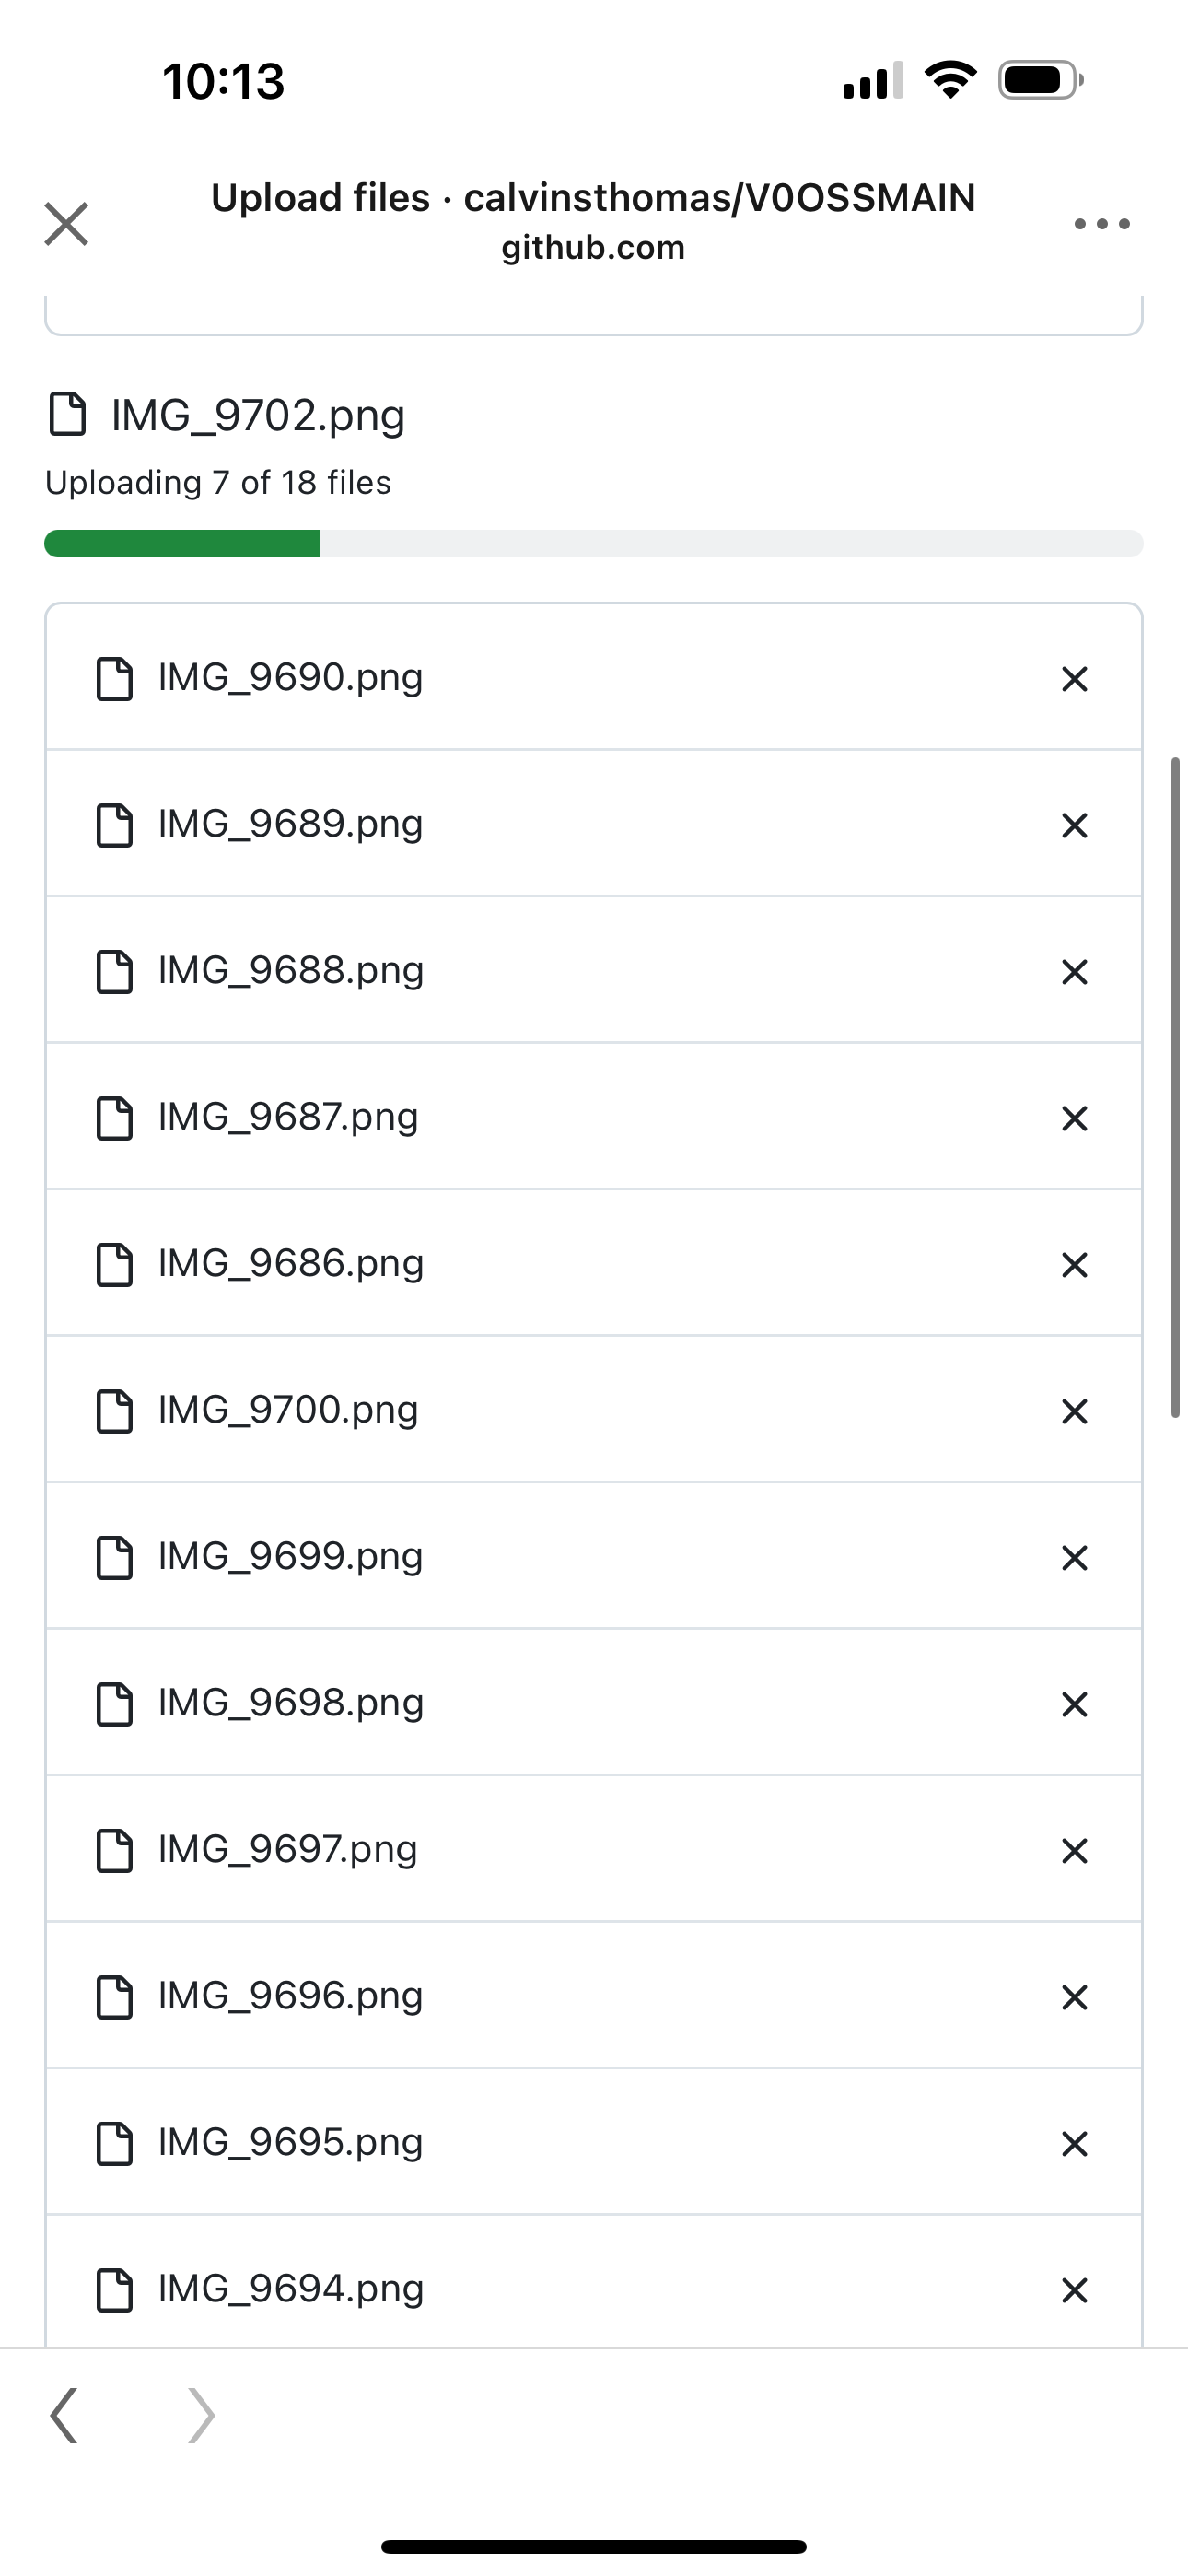 10:13
Upload files · calvinsthomas/V0OSSMAIN
github.com
IMG_9702.png
Uploading 7 of 18 files
IMG_9690.png
IMG_9689.png
IMG_9688.png
IMG_9687.png
IMG_9686.png
IMG_9700.png
IMG_9699.png
IMG_9698.png
IMG_9697.png
IMG_9696.png
IMG_9695.png
IMG_9694.png